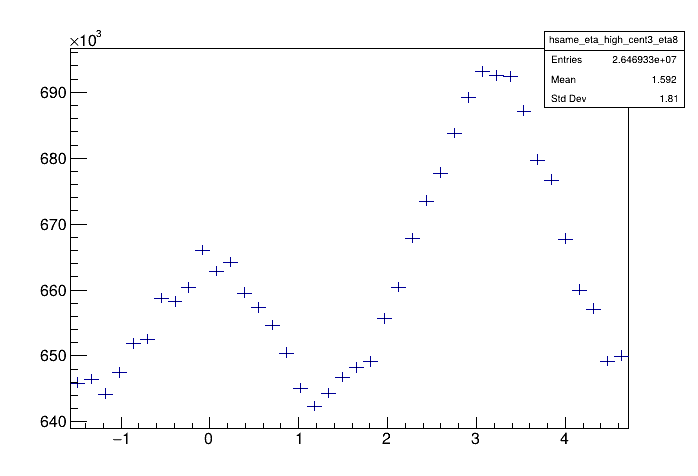 ×10³
hsame_eta_high_cent3_eta8
Entries 2.646933e+07
Mean 1.592
Std Dev 1.81
690
680
670
660
650
640
−1 0 1 2 3 4